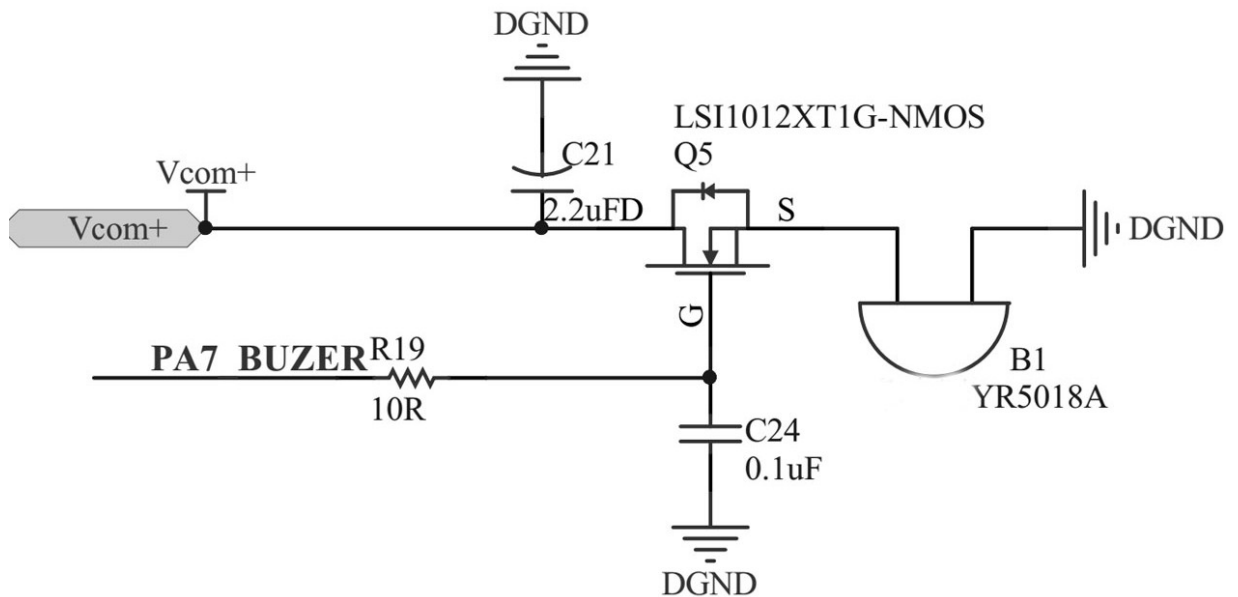 DGND
LSI1012XT1G-NMOS
Q5
C21
Vcom+
Vcom+
2.2uF
D
S
DGND
G
PA7 BUZER
R19
10R
B1
YR5018A
C24
0.1uF
DGND